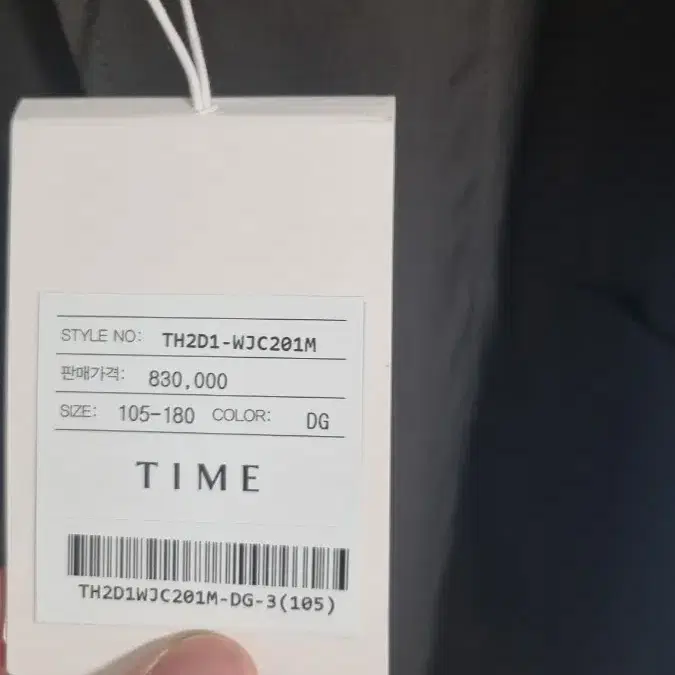 STYLE NO: TH2D1-WJC201M
판매가격: 830,000
SIZE: 105-180 COLOR: DG
TIME
TH2D1WJC201M-DG-3(105)